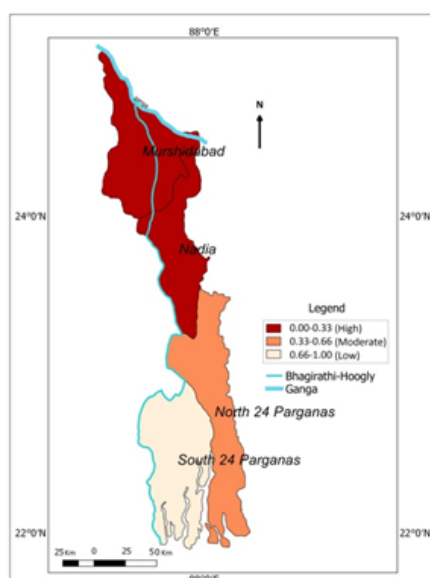 88°0'E
N
Murshidabad
24°0'N
24°0'N
Nadia
Legend
0.00-0.33 (High)
0.33-0.66 (Moderate)
0.66-1.00 (Low)
Bhagirathi-Hoogly
Ganga
North 24 Parganas
South 24 Parganas
22°0'N
22°0'N
25 Km 0 25 50 Km
88°0'E